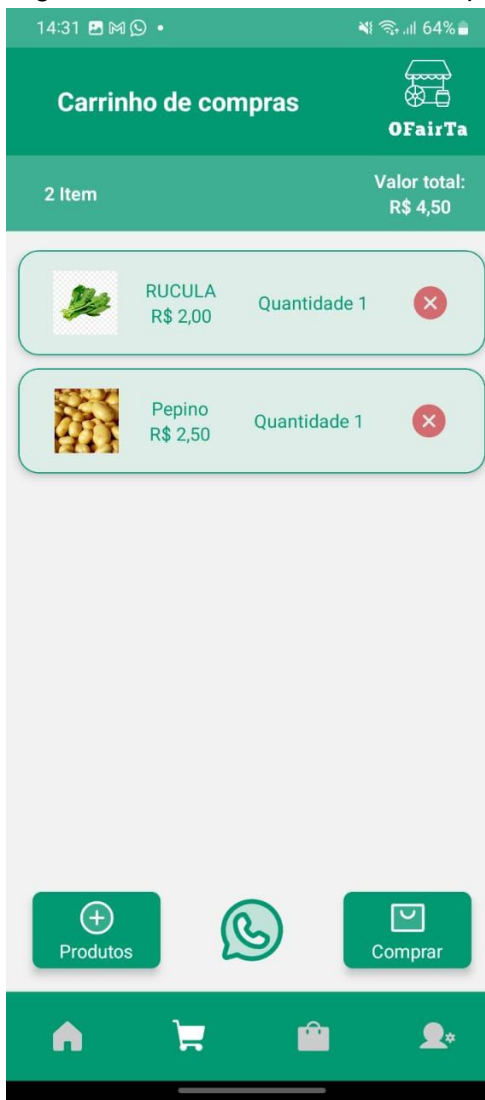 14:31
64%
Carrinho de compras
OFairTa
2 Item
Valor total:
R$ 4,50
RUCULA
R$ 2,00
Quantidade 1
Pepino
R$ 2,50
Quantidade 1
Produtos
Comprar